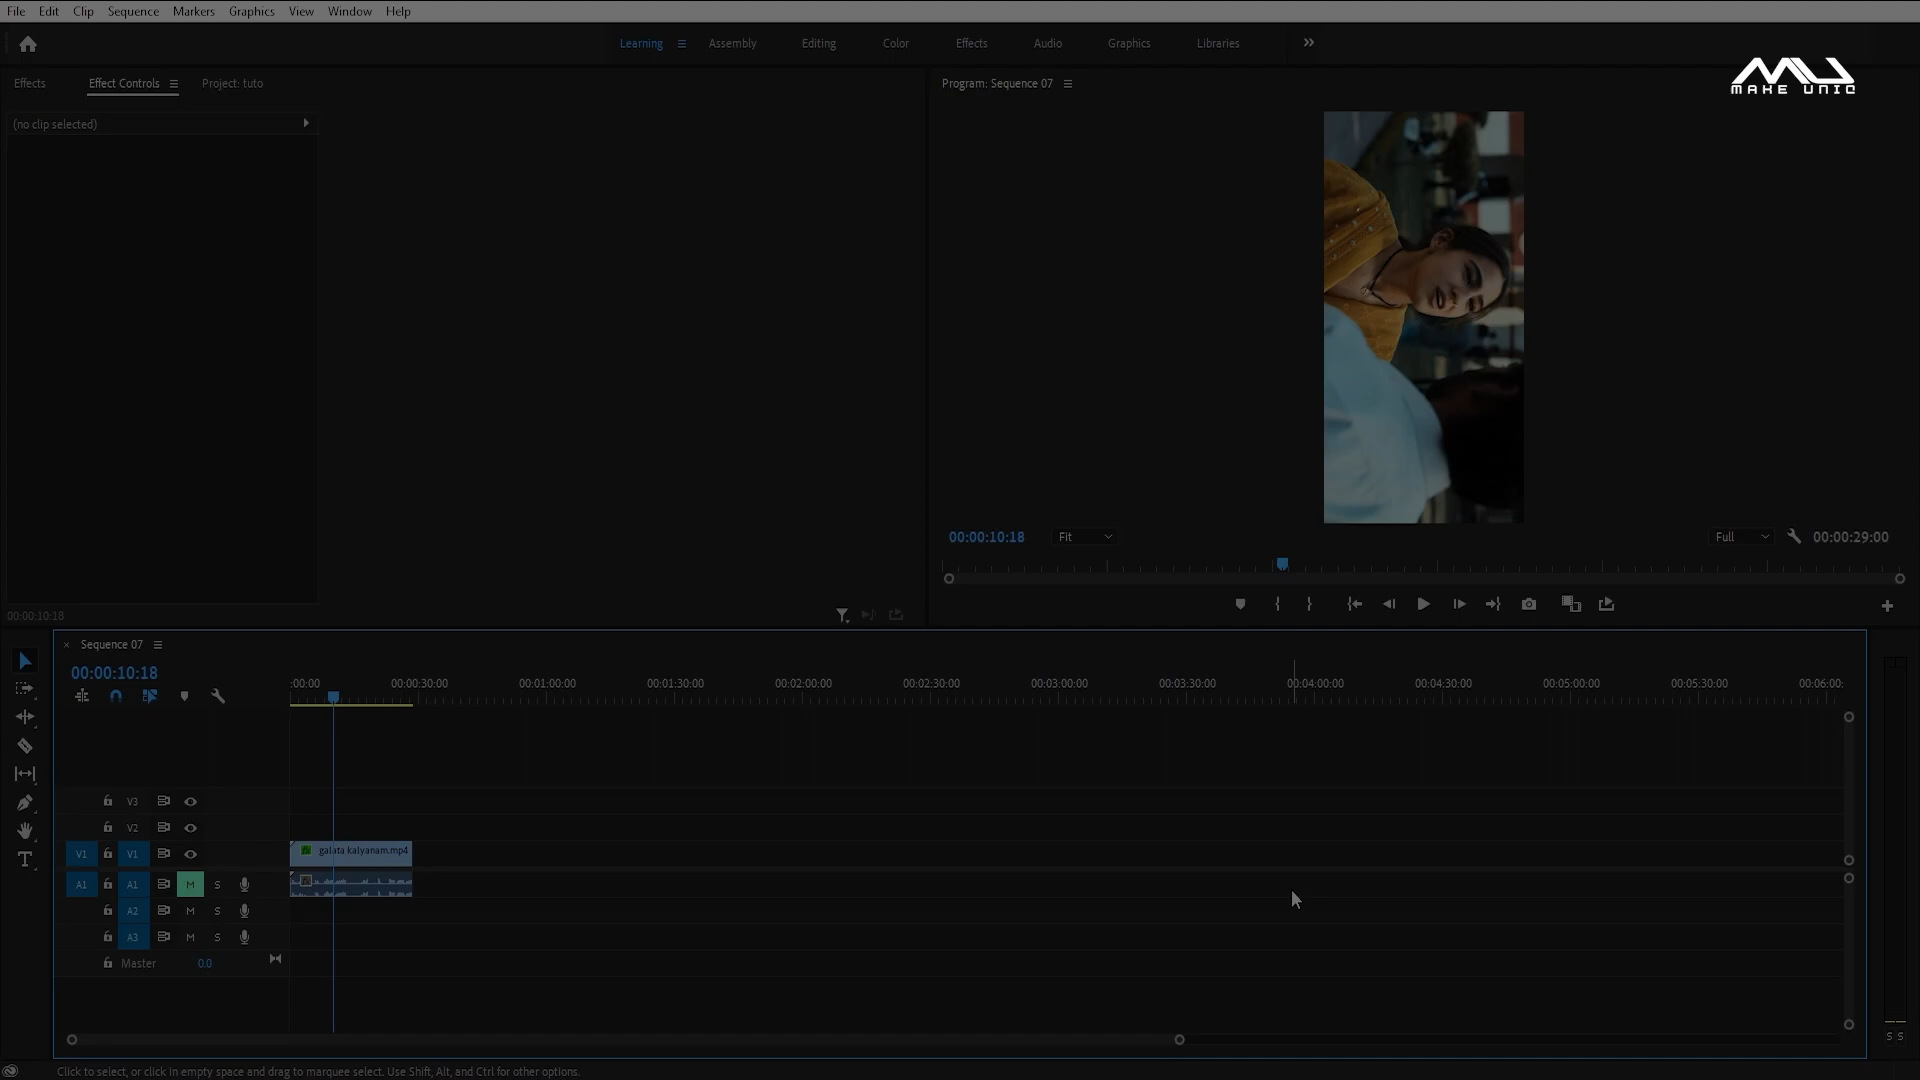 File Edit Clip Sequence Markers Graphics View Window Help
Learning Assembly Editing Color Effects Audio Graphics Libraries
MAKE UNIC
Effects Effect Controls Project: tuto
Program: Sequence 07
(no clip selected)
00:00:10:18 Fit Full 00:00:29:00
00:00:10:18
× Sequence 07
00:00:10:18
:00:00 00:00:30:00 00:01:00:00 00:01:30:00 00:02:00:00 00:02:30:00 00:03:00:00 00:03:30:00 00:04:00:00 00:04:30:00 00:05:00:00 00:05:30:00 00:06:00:
V3
V2
V1 V1 galata kalyanam.mp4
A1 A1 M S
A2 M S
A3 M S
Master 0.0
S S
Click to select, or click in empty space and drag to marquee select. Use Shift, Alt, and Ctrl for other options.